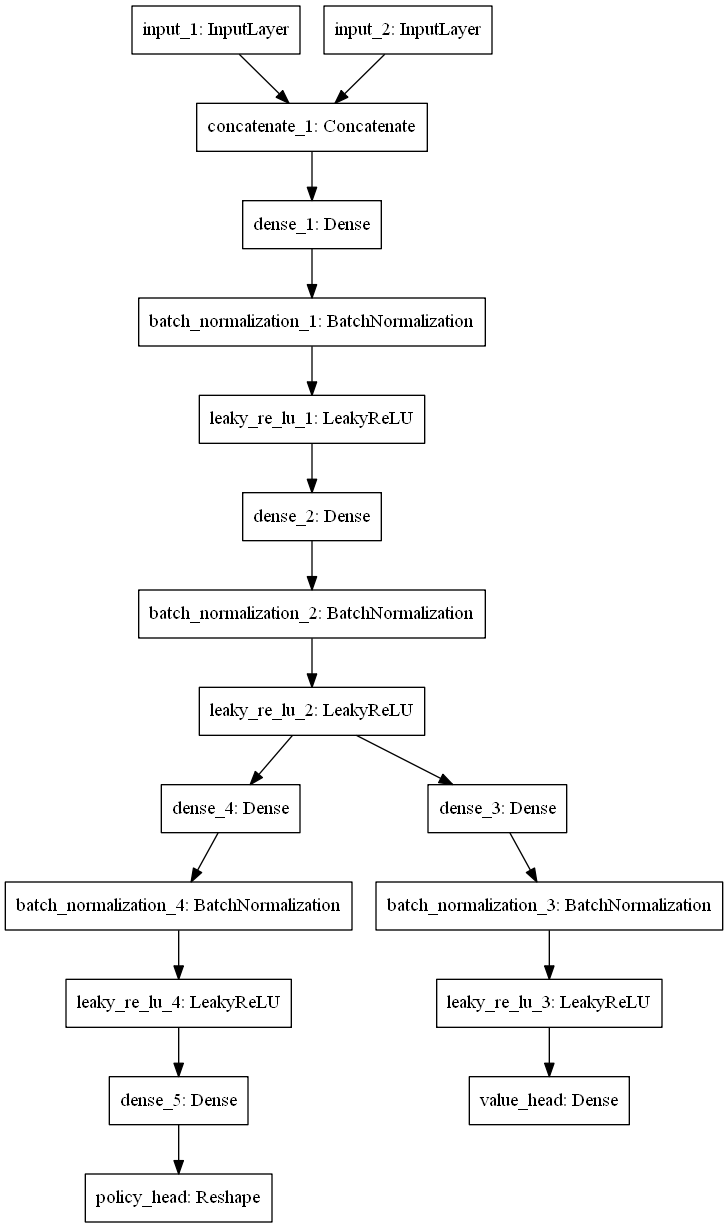 input_1: InputLayer
input_2: InputLayer
concatenate_1: Concatenate
dense_1: Dense
batch_normalization_1: BatchNormalization
leaky_re_lu_1: LeakyReLU
dense_2: Dense
batch_normalization_2: BatchNormalization
leaky_re_lu_2: LeakyReLU
dense_4: Dense
dense_3: Dense
batch_normalization_4: BatchNormalization
batch_normalization_3: BatchNormalization
leaky_re_lu_4: LeakyReLU
leaky_re_lu_3: LeakyReLU
dense_5: Dense
value_head: Dense
policy_head: Reshape